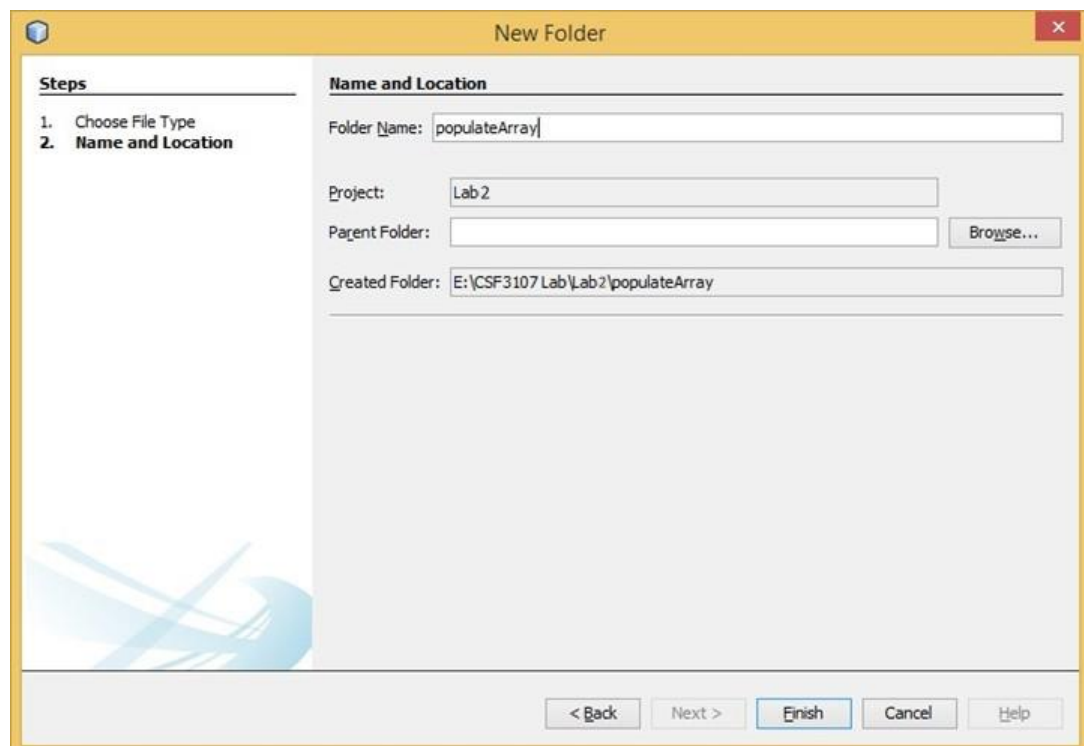 New Folder
Steps
1. Choose File Type
2. Name and Location
Name and Location
Folder Name: populateArray
Project: Lab2
Parent Folder: Browse...
Created Folder: E:\CSF3107 Lab\Lab2\populateArray
< Back Next > Finish Cancel Help